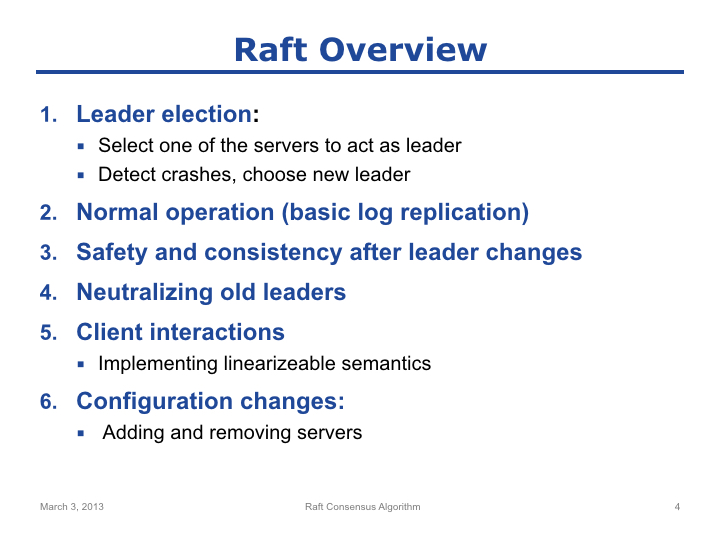 Raft Overview
1. Leader election:
▪ Select one of the servers to act as leader
▪ Detect crashes, choose new leader
2. Normal operation (basic log replication)
3. Safety and consistency after leader changes
4. Neutralizing old leaders
5. Client interactions
▪ Implementing linearizeable semantics
6. Configuration changes:
▪ Adding and removing servers
March 3, 2013 Raft Consensus Algorithm 4